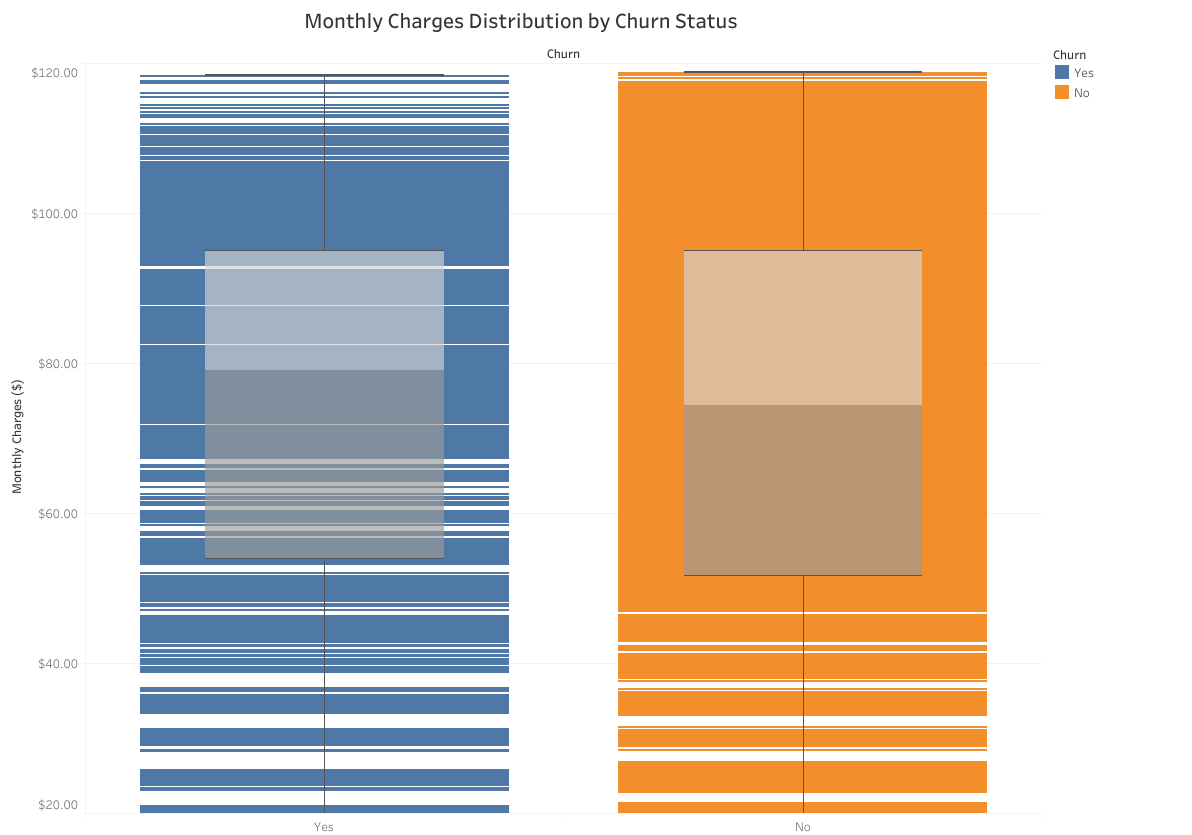 Monthly Charges Distribution by Churn Status
Churn
Churn
Yes
No
$120.00
$100.00
$80.00
$60.00
$40.00
$20.00
Monthly Charges ($)
Yes
No